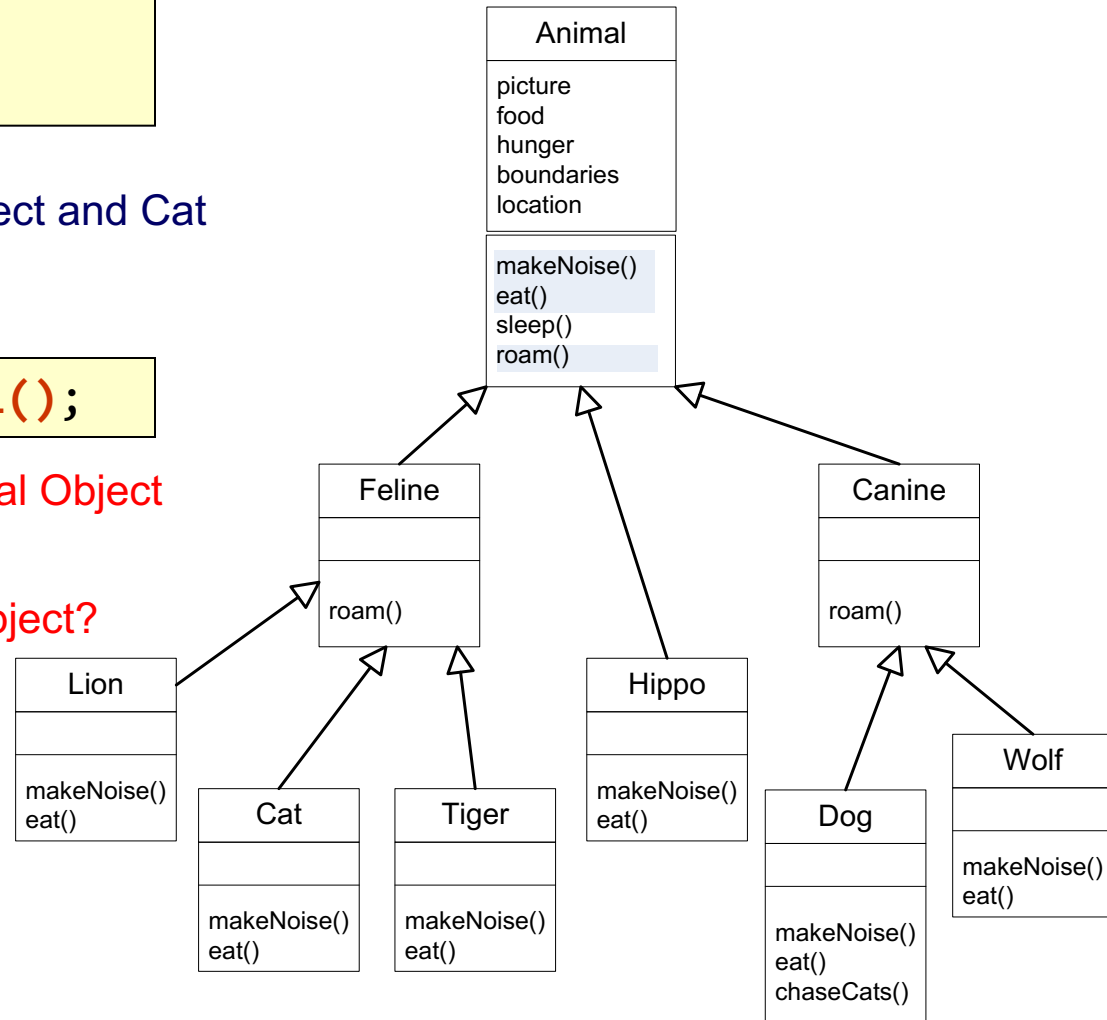 ect and Cat
.();
al Object
bject?
Animal
picture
food
hunger
boundaries
location
makeNoise()
eat()
sleep()
roam()
Feline
roam()
Canine
roam()
Lion
makeNoise()
eat()
Cat
makeNoise()
eat()
Tiger
makeNoise()
eat()
Hippo
makeNoise()
eat()
Dog
makeNoise()
eat()
chaseCats()
Wolf
makeNoise()
eat()